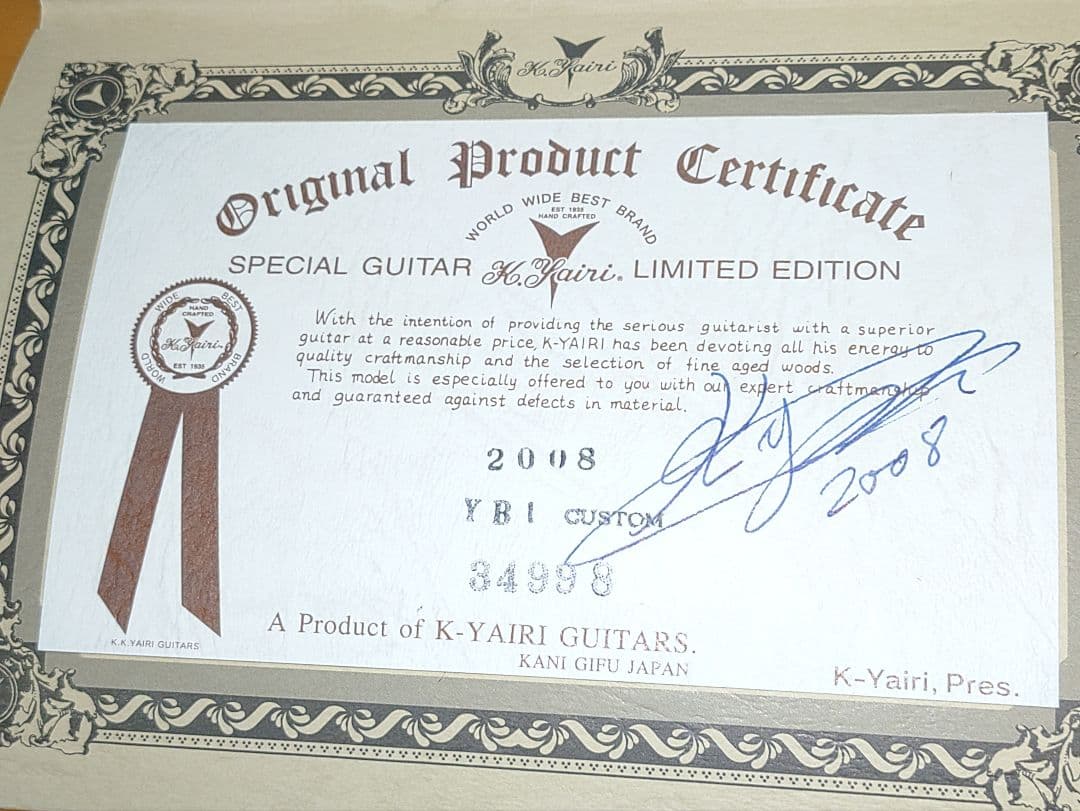 K.Yairi
Original Product Certificate
WORLD WIDE BEST BRAND
EST 1935
HAND CRAFTED
SPECIAL GUITAR K.Yairi. LIMITED EDITION
WIDE BEST
HAND
CRAFTED
K.Yairi
EST 1935
WORLD BRAND
With the intention of providing the serious guitarist with a superior
guitar at a reasonable price, K-YAIRI has been devoting all his energy to
quality craftmanship and the selection of fine aged woods.
This model is especially offered to you with our expert craftmanship
and guaranteed against defects in material.
2008
2008
YB1 CUSTOM
34998
A Product of K-YAIRI GUITARS.
KANI GIFU JAPAN
K.K.YAIRI GUITARS
K-Yairi, Pres.